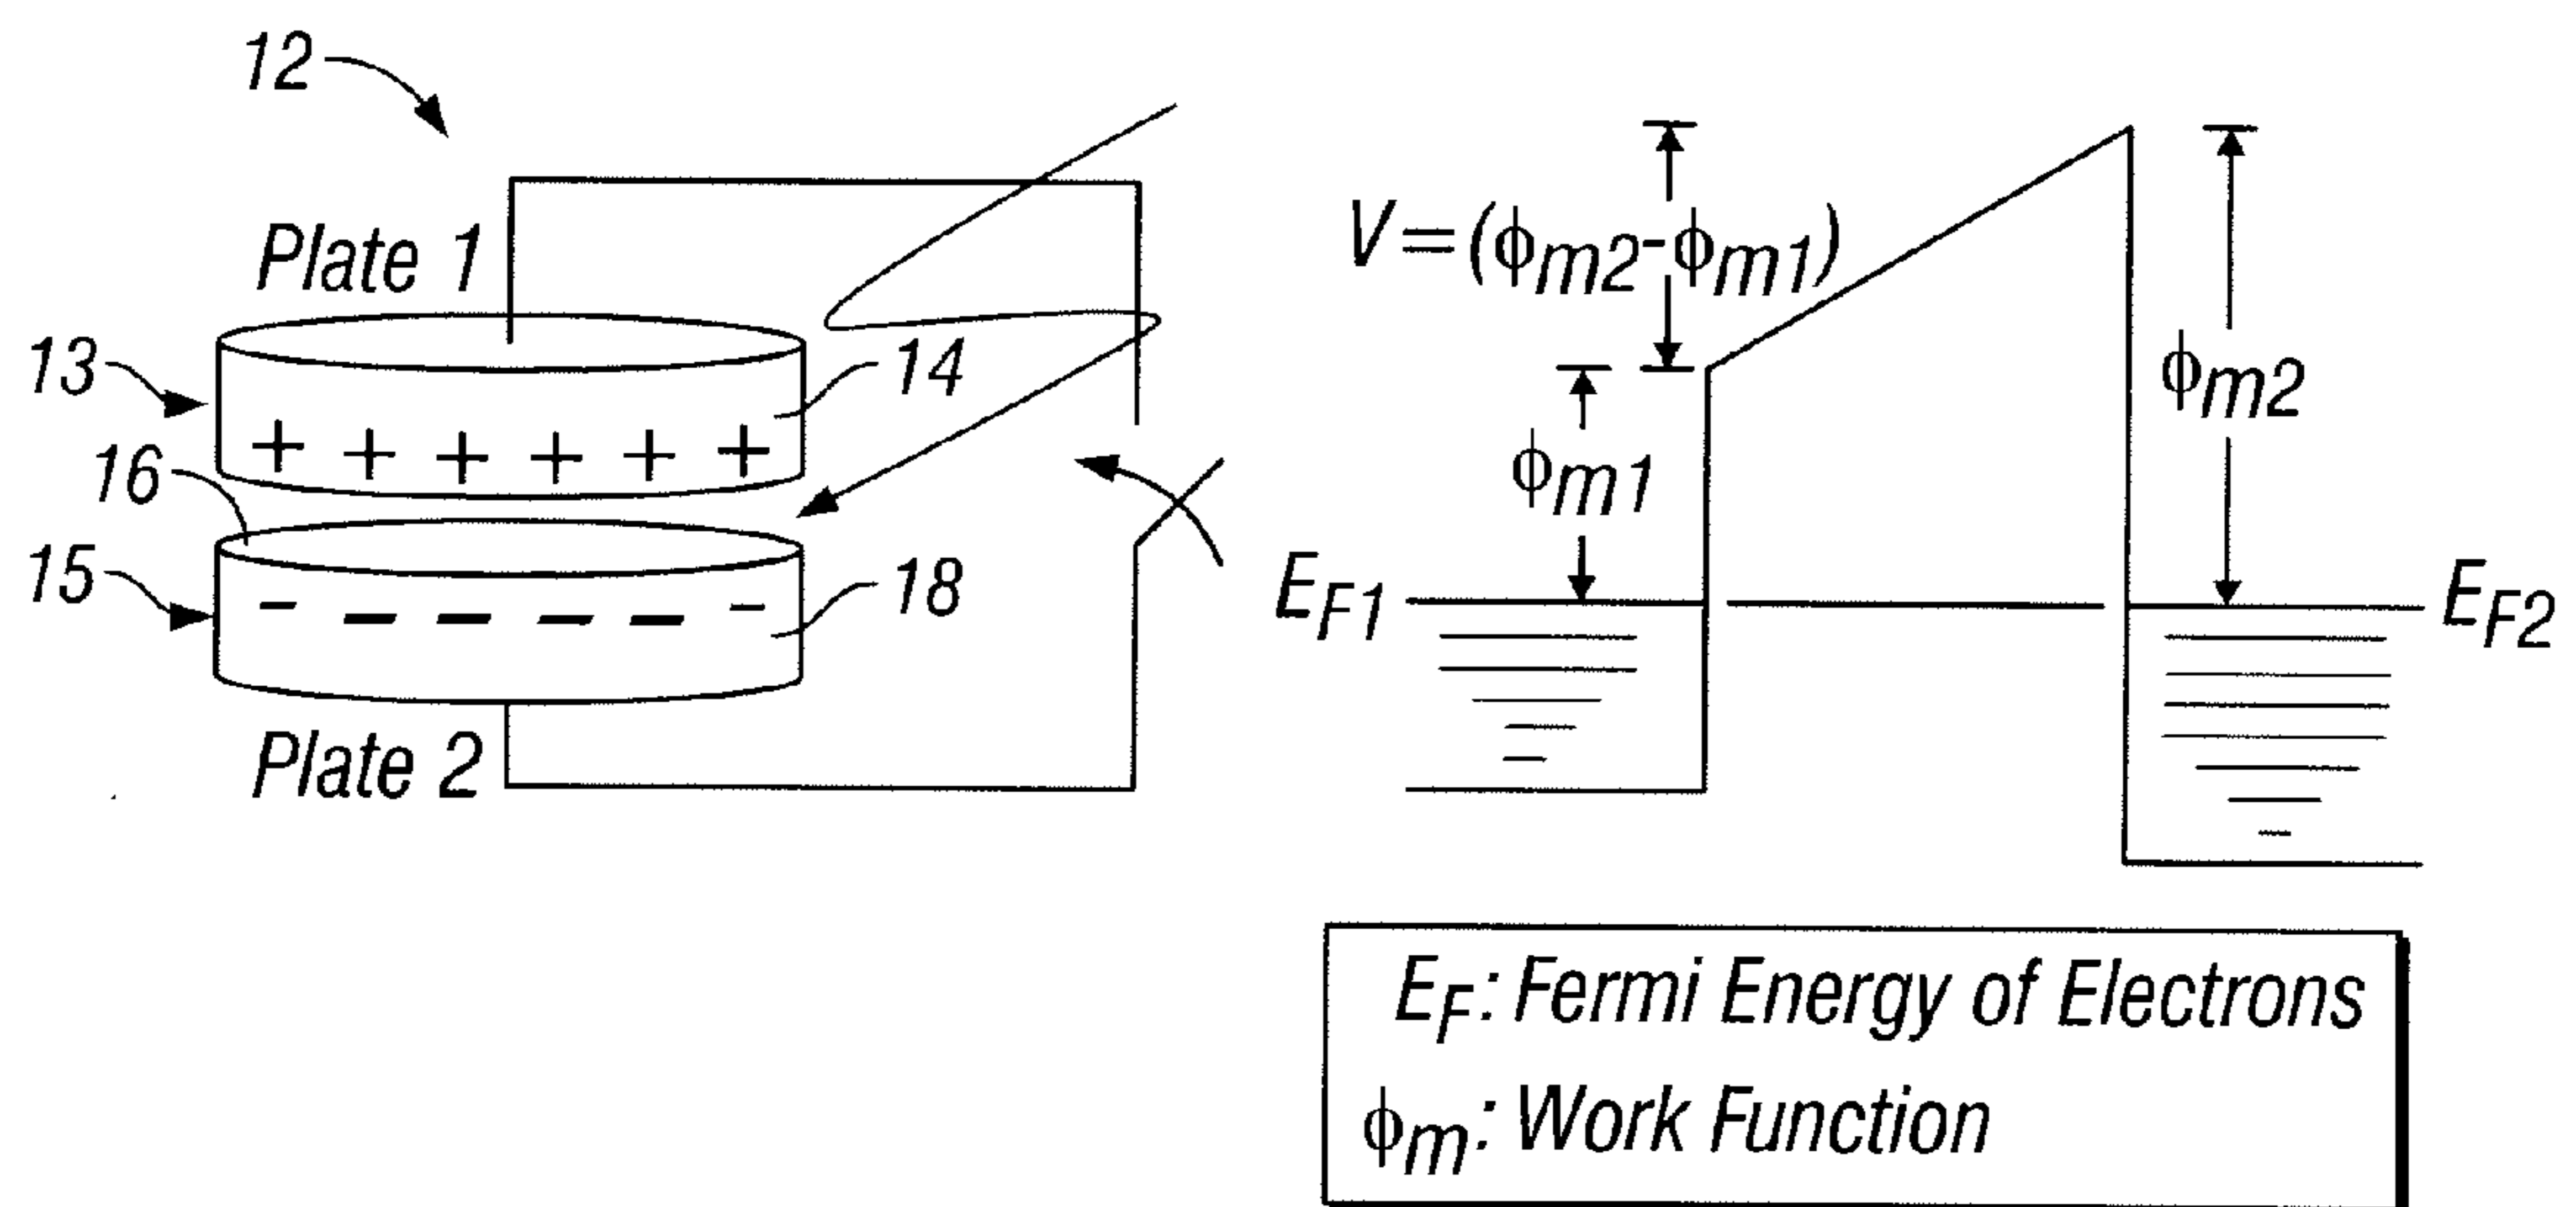 12
Plate 1
13
14
+ + + + + +
16
15
- - - - - -
18
Plate 2
V=(ϕm2-ϕm1)
ϕm1
ϕm2
EF1
EF2
EF: Fermi Energy of Electrons
ϕm: Work Function